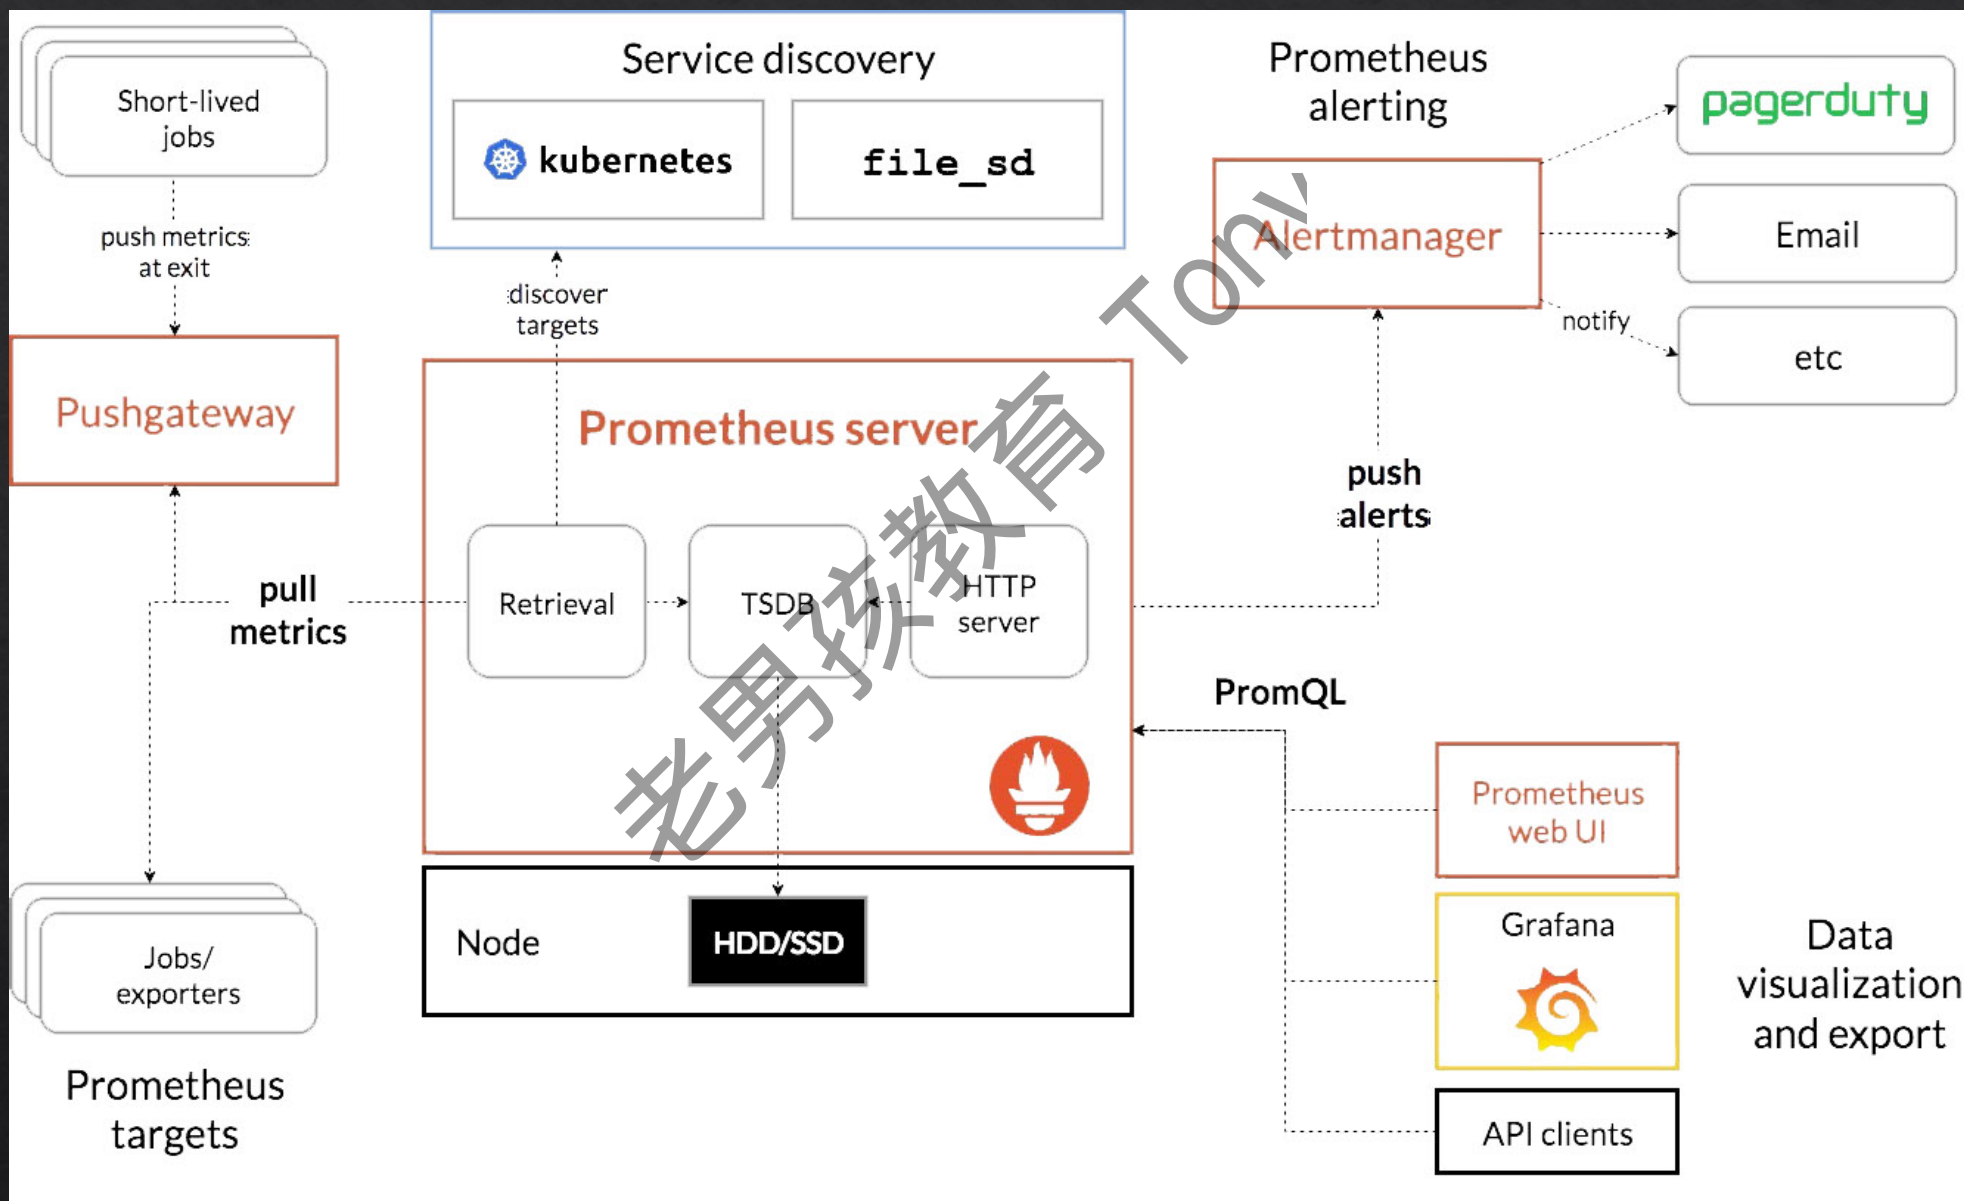 Short-lived
jobs
push metrics
at exit
Pushgateway
pull
metrics
Jobs/
exporters
Prometheus
targets
Service discovery
kubernetes
file_sd
discover
targets
Prometheus server
Retrieval
TSDB
HTTP
server
Node
HDD/SSD
Prometheus
alerting
Alertmanager
pagerduty
Email
notify
etc
push
alerts
PromQL
Prometheus
web UI
Grafana
API clients
Data
visualization
and export
老男孩教育 Tony